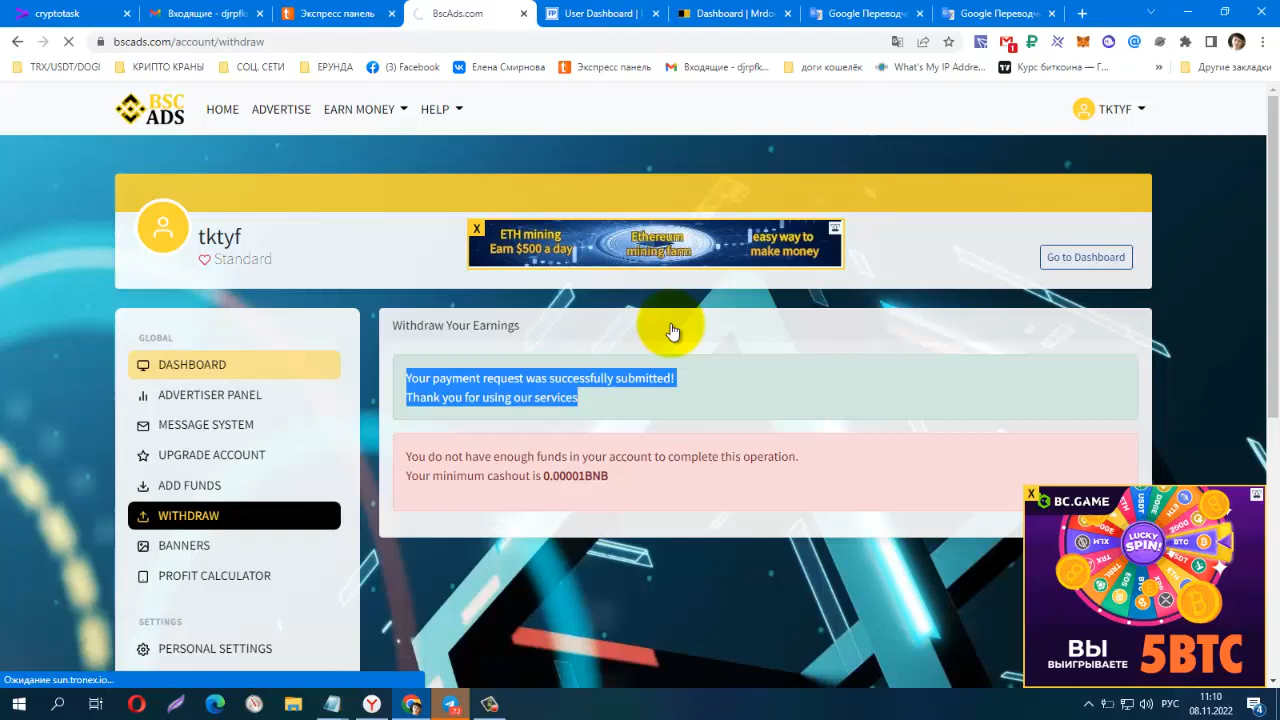 cryptotask
Входящие - djrpfk...
Экспресс панель
BscAds.com
User Dashboard |
Dashboard | Mrdo
Google Переводч
Google Переводч
bscads.com/account/withdraw
TRX/USDT/DOGI
КРИПТО КРАНЫ
СОЦ. СЕТИ
ЕРУНДА
(3) Facebook
Елена Смирнова
Экспресс панель
Входящие - djrpfk...
доги кошелёк
What's My IP Addre...
Курс биткоина — Г...
»
Другие закладки
BSC
ADS
HOME
ADVERTISE
EARN MONEY
HELP
TKTYF
tktyf
Standard
X
ETH mining
Earn $500 a day
Ethereum
mining farm
easy way to
make money
Go to Dashboard
GLOBAL
DASHBOARD
ADVERTISER PANEL
MESSAGE SYSTEM
UPGRADE ACCOUNT
ADD FUNDS
WITHDRAW
BANNERS
PROFIT CALCULATOR
SETTINGS
PERSONAL SETTINGS
Withdraw Your Earnings
Your payment request was successfully submitted!
Thank you for using our services
You do not have enough funds in your account to complete this operation.
Your minimum cashout is 0.00001BNB
X
BC.GAME
LUCKY
SPIN!
ВЫ
ВЫИГРЫВАЕТЕ
5BTC
Ожидание sun.tronex.io...
72
РУС
11:10
08.11.2022
4